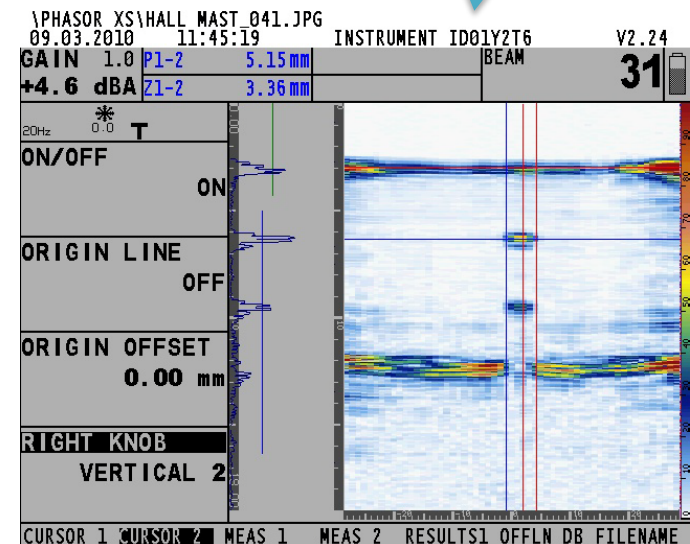 \PHASOR XS\HALL MAST_041.JPG
09.03.2010 11:45:19 INSTRUMENT ID01Y2T6 V2.24
GAIN 1.0 P1-2 5.15 mm BEAM 31
+4.6 dBA Z1-2 3.36 mm
20Hz 0.0 T
ON/OFF
ON
ORIGIN LINE
OFF
ORIGIN OFFSET
0.00 mm
RIGHT KNOB
VERTICAL 2
CURSOR 1 CURSOR 2 MEAS 1 MEAS 2 RESULTS1 OFFLN DB FILENAME